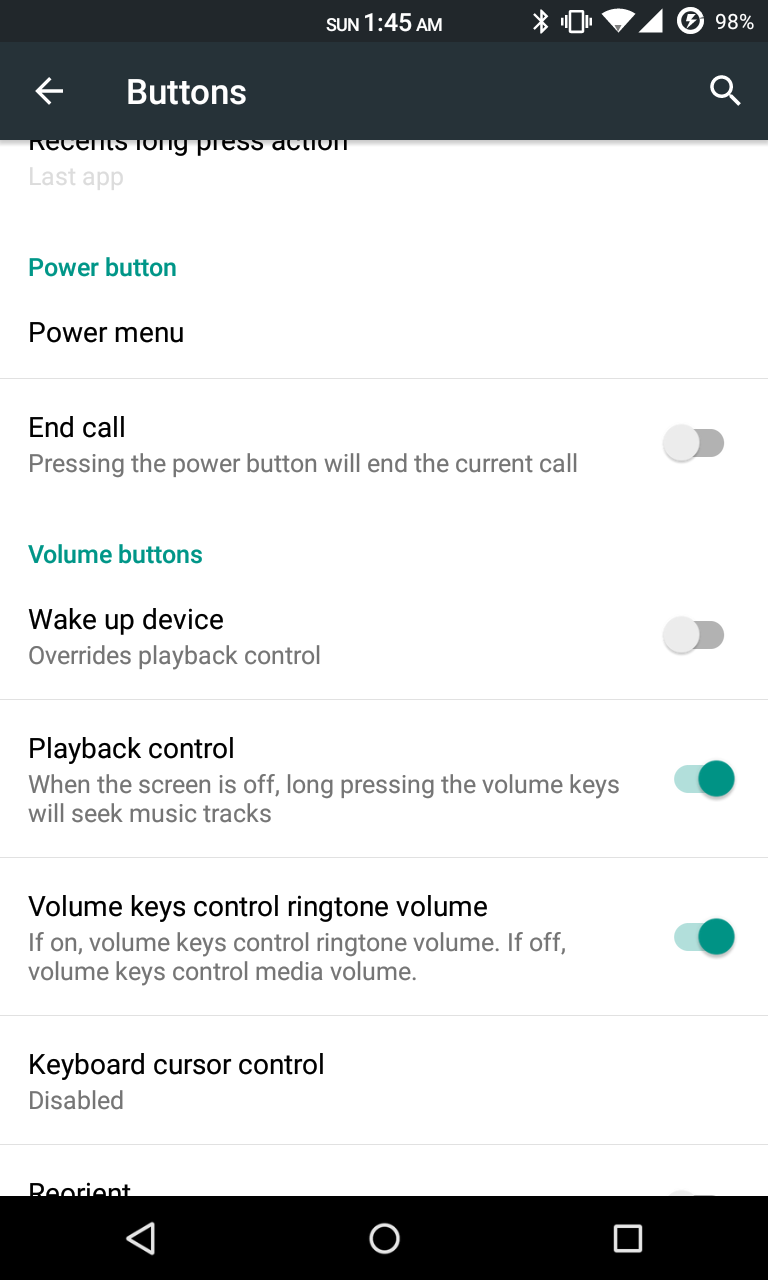 SUN 1:45 AM 98%
Buttons
Recents long press action
Last app
Power button
Power menu
End call
Pressing the power button will end the current call
Volume buttons
Wake up device
Overrides playback control
Playback control
When the screen is off, long pressing the volume keys
will seek music tracks
Volume keys control ringtone volume
If on, volume keys control ringtone volume. If off,
volume keys control media volume.
Keyboard cursor control
Disabled
Reorient